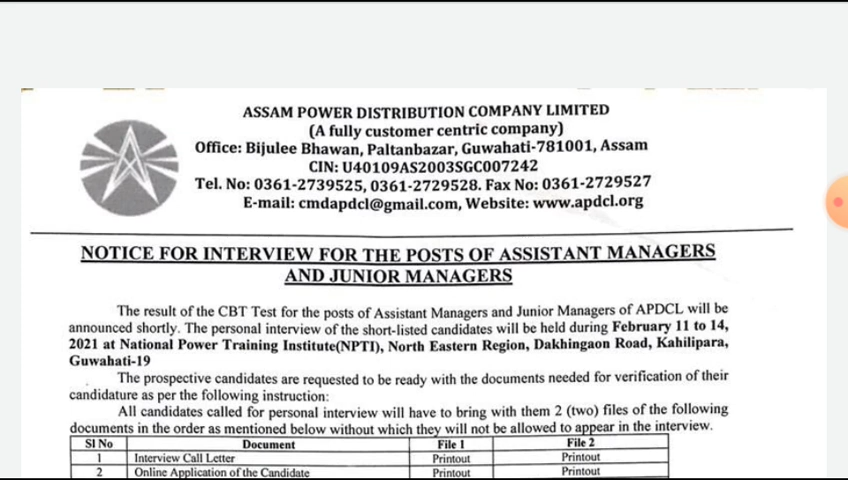 ASSAM POWER DISTRIBUTION COMPANY LIMITED
(A fully customer centric company)
Office: Bijulee Bhawan, Paltanbazar, Guwahati-781001, Assam
CIN: U40109AS2003SGC007242
Tel. No: 0361-2739525, 0361-2729528. Fax No: 0361-2729527
E-mail: cmdapdcl@gmail.com, Website: www.apdcl.org
NOTICE FOR INTERVIEW FOR THE POSTS OF ASSISTANT MANAGERS
AND JUNIOR MANAGERS
The result of the CBT Test for the posts of Assistant Managers and Junior Managers of APDCL will be
announced shortly. The personal interview of the short-listed candidates will be held during February 11 to 14,
2021 at National Power Training Institute(NPTI), North Eastern Region, Dakhingaon Road, Kahilipara,
Guwahati-19
The prospective candidates are requested to be ready with the documents needed for verification of their
candidature as per the following instruction:
All candidates called for personal interview will have to bring with them 2 (two) files of the following
documents in the order as mentioned below without which they will not be allowed to appear in the interview.
Sl No Document File 1 File 2
1 Interview Call Letter Printout Printout
2 Online Application of the Candidate Printout Printout